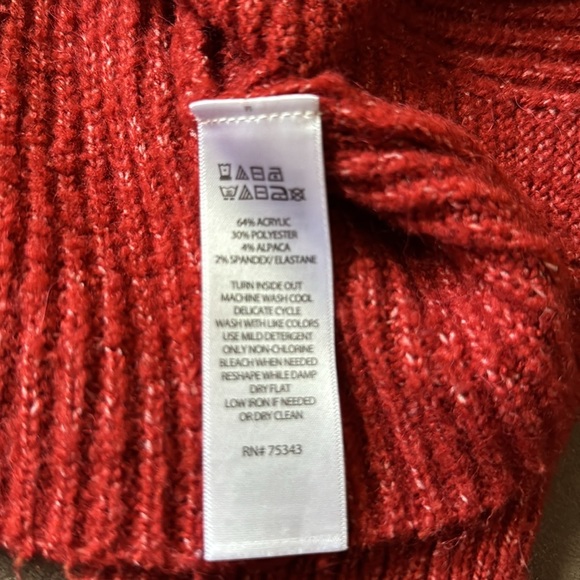 64% ACRYLIC
30% POLYESTER
4% ALPACA
2% SPANDEX/ ELASTANE
TURN INSIDE OUT
MACHINE WASH COOL
DELICATE CYCLE
WASH WITH LIKE COLORS
USE MILD DETERGENT
ONLY NON-CHLORINE
BLEACH WHEN NEEDED
RESHAPE WHILE DAMP
DRY FLAT
LOW IRON IF NEEDED
OR DRY CLEAN
RN# 75343